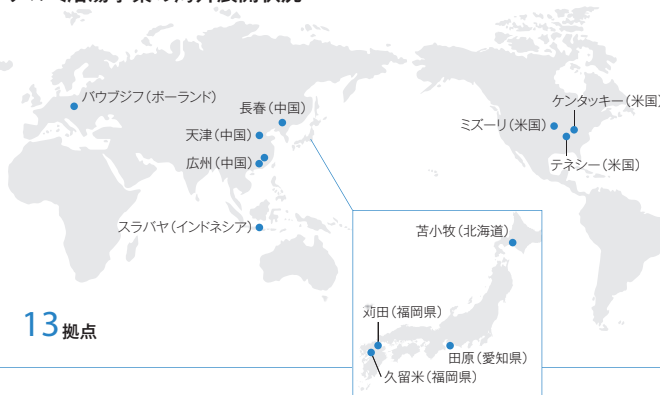 バウブジフ（ポーランド）
長春（中国）
天津（中国）
広州（中国）
スラバヤ（インドネシア）
ケンタッキー（米国）
ミズーリ（米国）
テネシー（米国）
苫小牧（北海道）
苅田（福岡県）
田原（愛知県）
久留米（福岡県）
13拠点